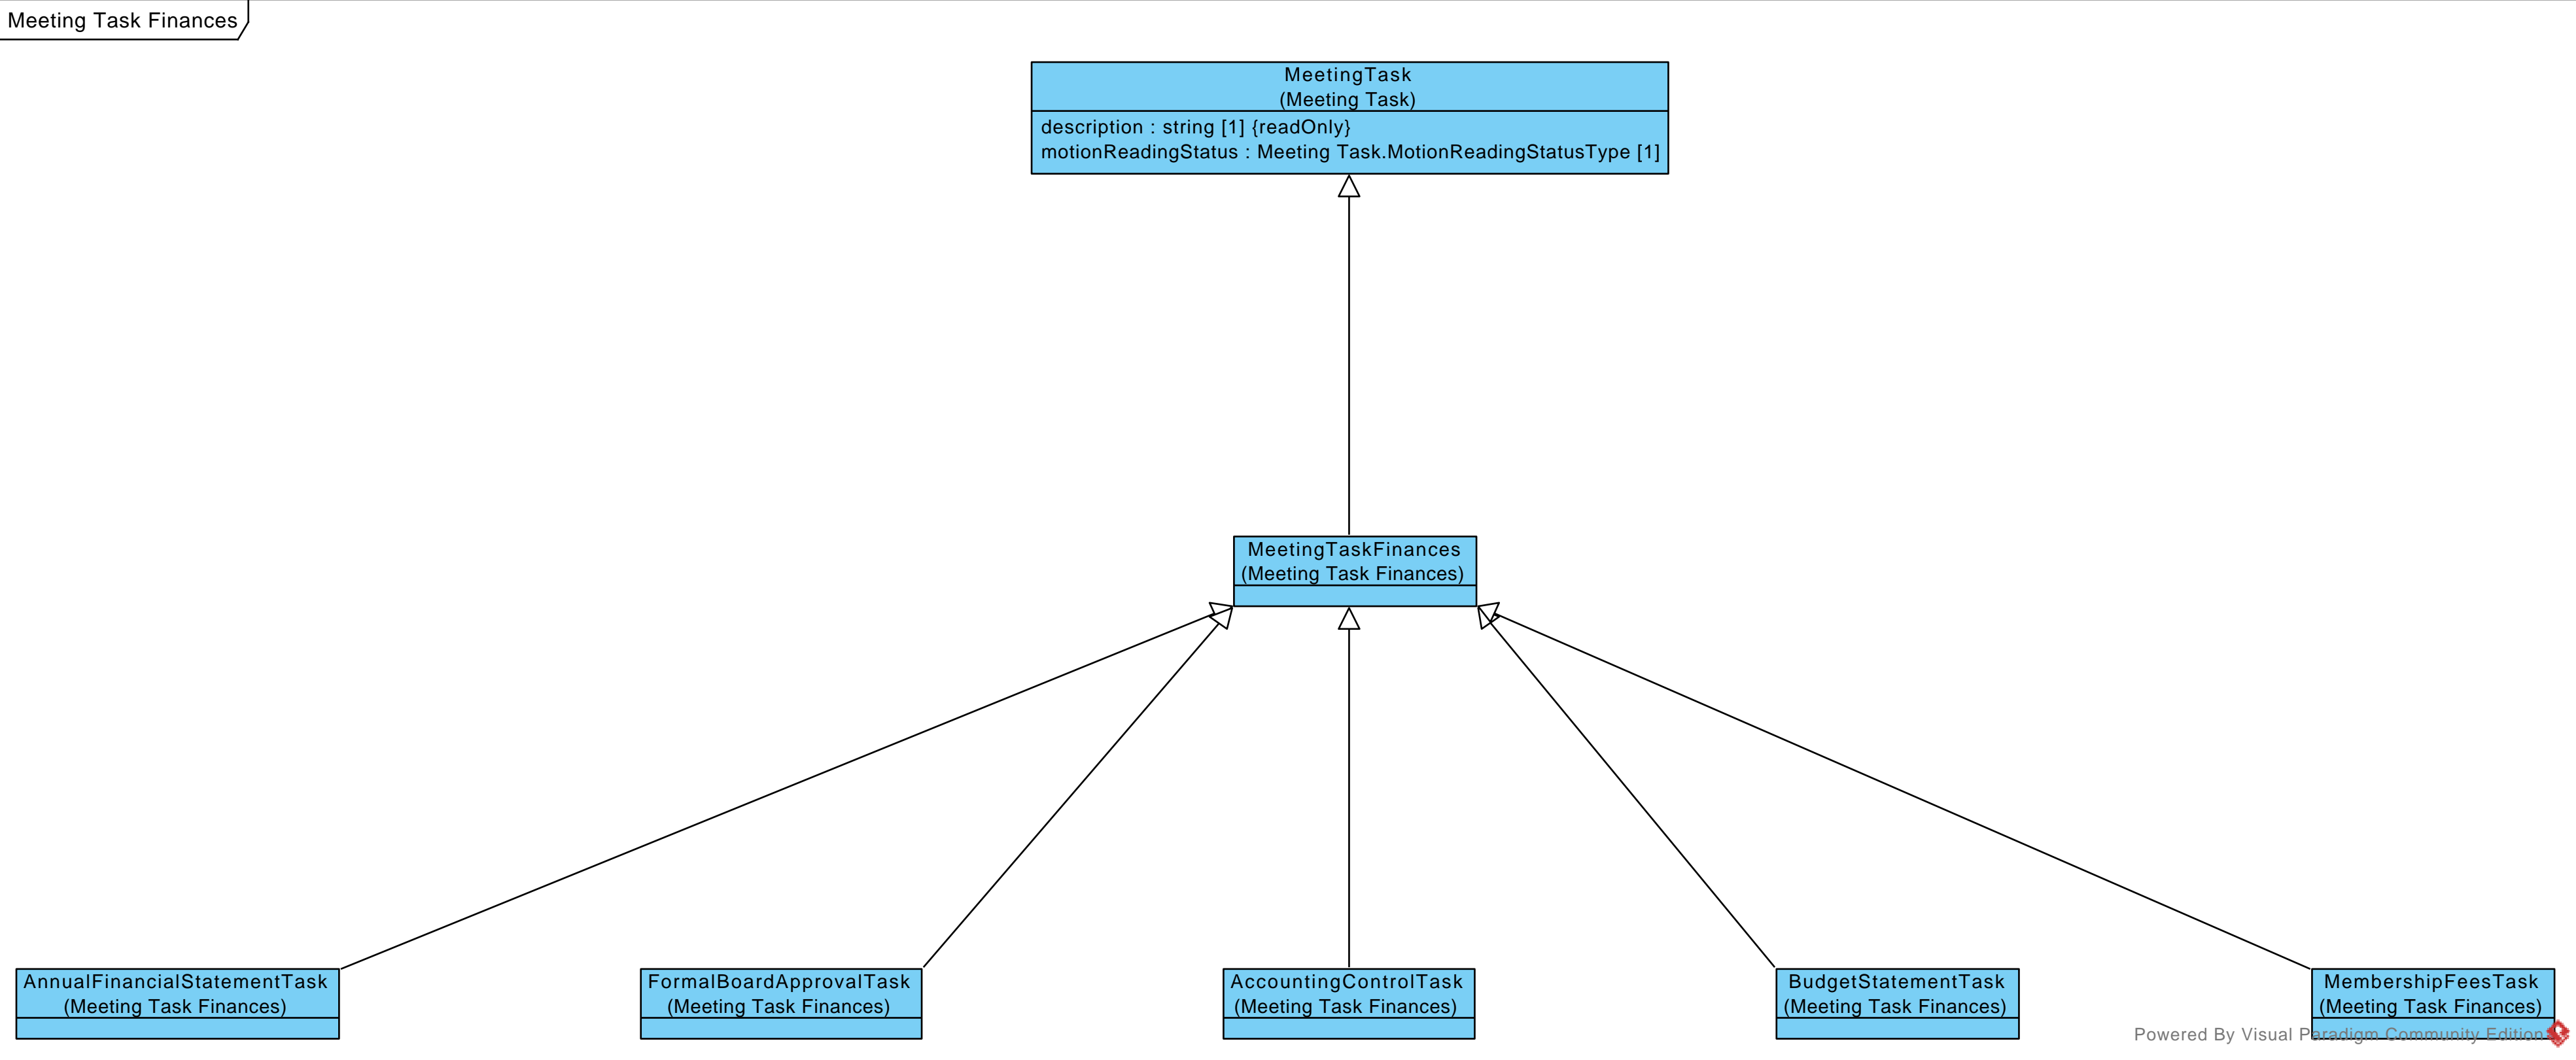 Meeting Task Finances
MeetingTask
(Meeting Task)
description : string [1] {readOnly}
motionReadingStatus : Meeting Task.MotionReadingStatusType [1]
MeetingTaskFinances
(Meeting Task Finances)
AnnualFinancialStatementTask
(Meeting Task Finances)
FormalBoardApprovalTask
(Meeting Task Finances)
AccountingControlTask
(Meeting Task Finances)
BudgetStatementTask
(Meeting Task Finances)
MembershipFeesTask
(Meeting Task Finances)
Powered By Visual Paradigm Community Edition